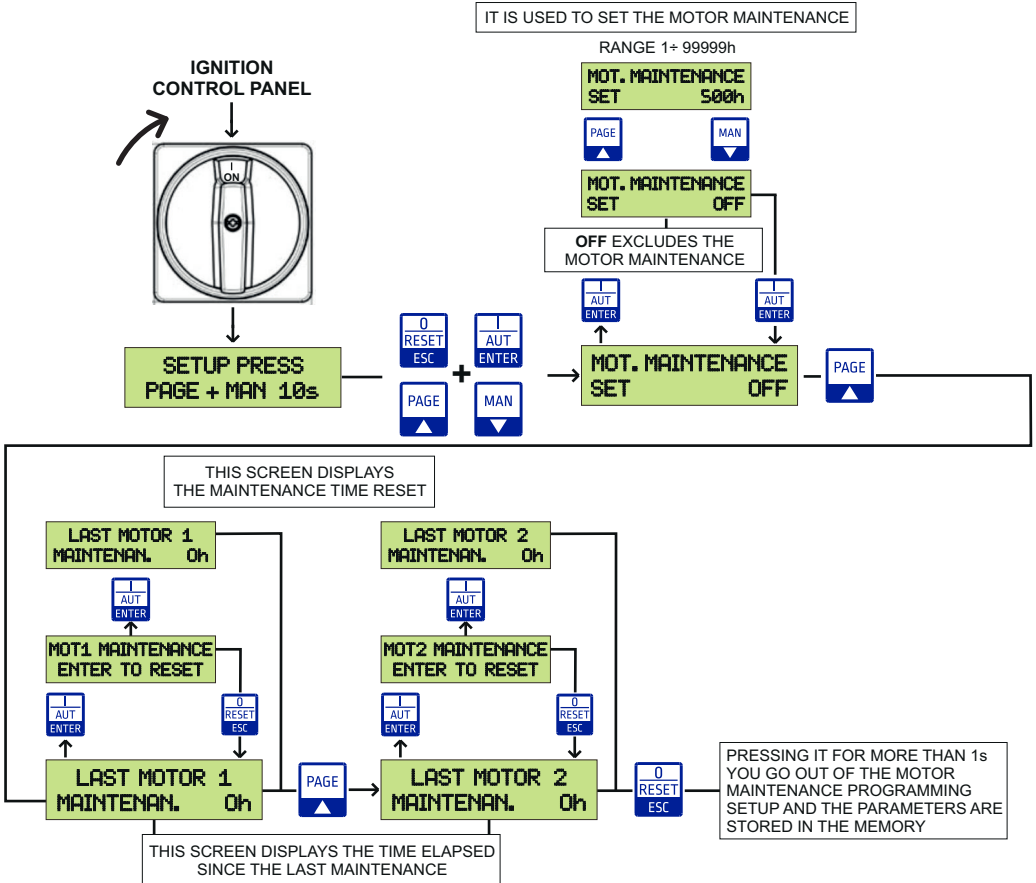 IT IS USED TO SET THE MOTOR MAINTENANCE
RANGE 1÷ 99999h
MOT. MAINTENANCE
SET 500h
PAGE
MAN
MOT. MAINTENANCE
SET OFF
OFF EXCLUDES THE
MOTOR MAINTENANCE
I
AUT
ENTER
I
AUT
ENTER
IGNITION
CONTROL PANEL
I
ON
SETUP PRESS
PAGE + MAN 10s
0
RESET
ESC
I
AUT
ENTER
+
PAGE
MAN
MOT. MAINTENANCE
SET OFF
PAGE
THIS SCREEN DISPLAYS
THE MAINTENANCE TIME RESET
LAST MOTOR 1
MAINTENAN. 0h
I
AUT
ENTER
MOT1 MAINTENANCE
ENTER TO RESET
I
AUT
ENTER
0
RESET
ESC
LAST MOTOR 1
MAINTENAN. 0h
PAGE
LAST MOTOR 2
MAINTENAN. 0h
I
AUT
ENTER
MOT2 MAINTENANCE
ENTER TO RESET
I
AUT
ENTER
0
RESET
ESC
LAST MOTOR 2
MAINTENAN. 0h
0
RESET
ESC
PRESSING IT FOR MORE THAN 1s
YOU GO OUT OF THE MOTOR
MAINTENANCE PROGRAMMING
SETUP AND THE PARAMETERS ARE
STORED IN THE MEMORY
THIS SCREEN DISPLAYS THE TIME ELAPSED
SINCE THE LAST MAINTENANCE